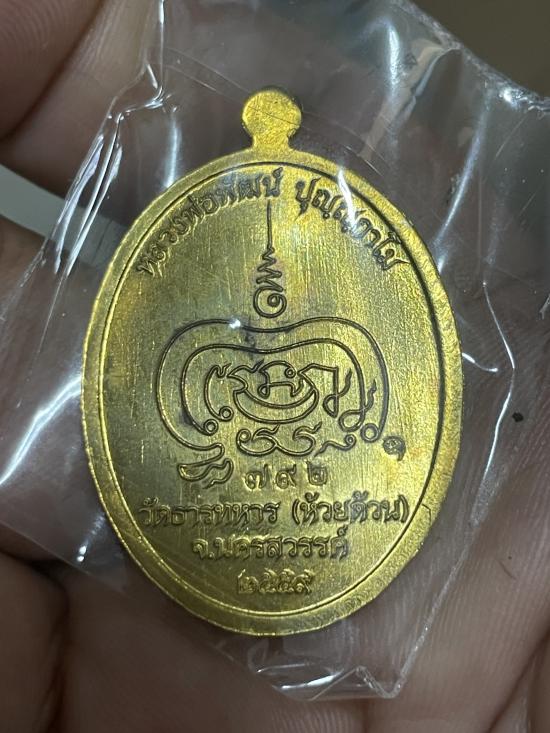 หลวงพ่อพัฒน์ ปุญฺญกาโม
๗๙๒
วัดธารทหาร (ห้วยด้วน)
จ.นครสวรรค์
๒๕๕๙